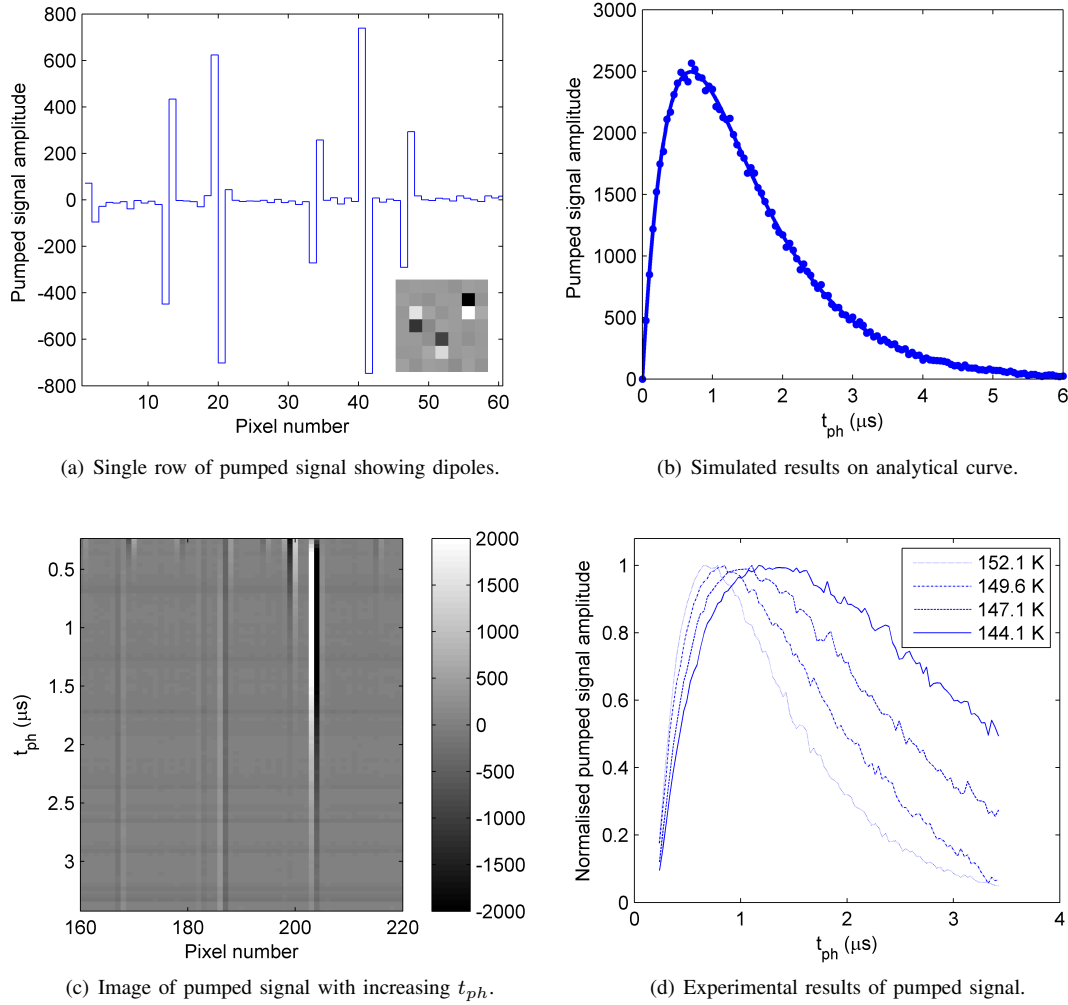 800
600
400
200
0
-200
-400
-600
-800
Pumped signal amplitude
10 20 30 40 50 60
Pixel number
(a) Single row of pumped signal showing dipoles.
3000
2500
2000
1500
1000
500
0
Pumped signal amplitude
0 1 2 3 4 5 6
t_ph (μs)
(b) Simulated results on analytical curve.
0.5
1
1.5
2
2.5
3
t_ph (μs)
160 180 200 220
Pixel number
2000
1500
1000
500
0
-500
-1000
-1500
-2000
(c) Image of pumped signal with increasing t_ph.
1
0.8
0.6
0.4
0.2
0
Normalised pumped signal amplitude
152.1 K
149.6 K
147.1 K
144.1 K
0 1 2 3 4
t_ph (μs)
(d) Experimental results of pumped signal.